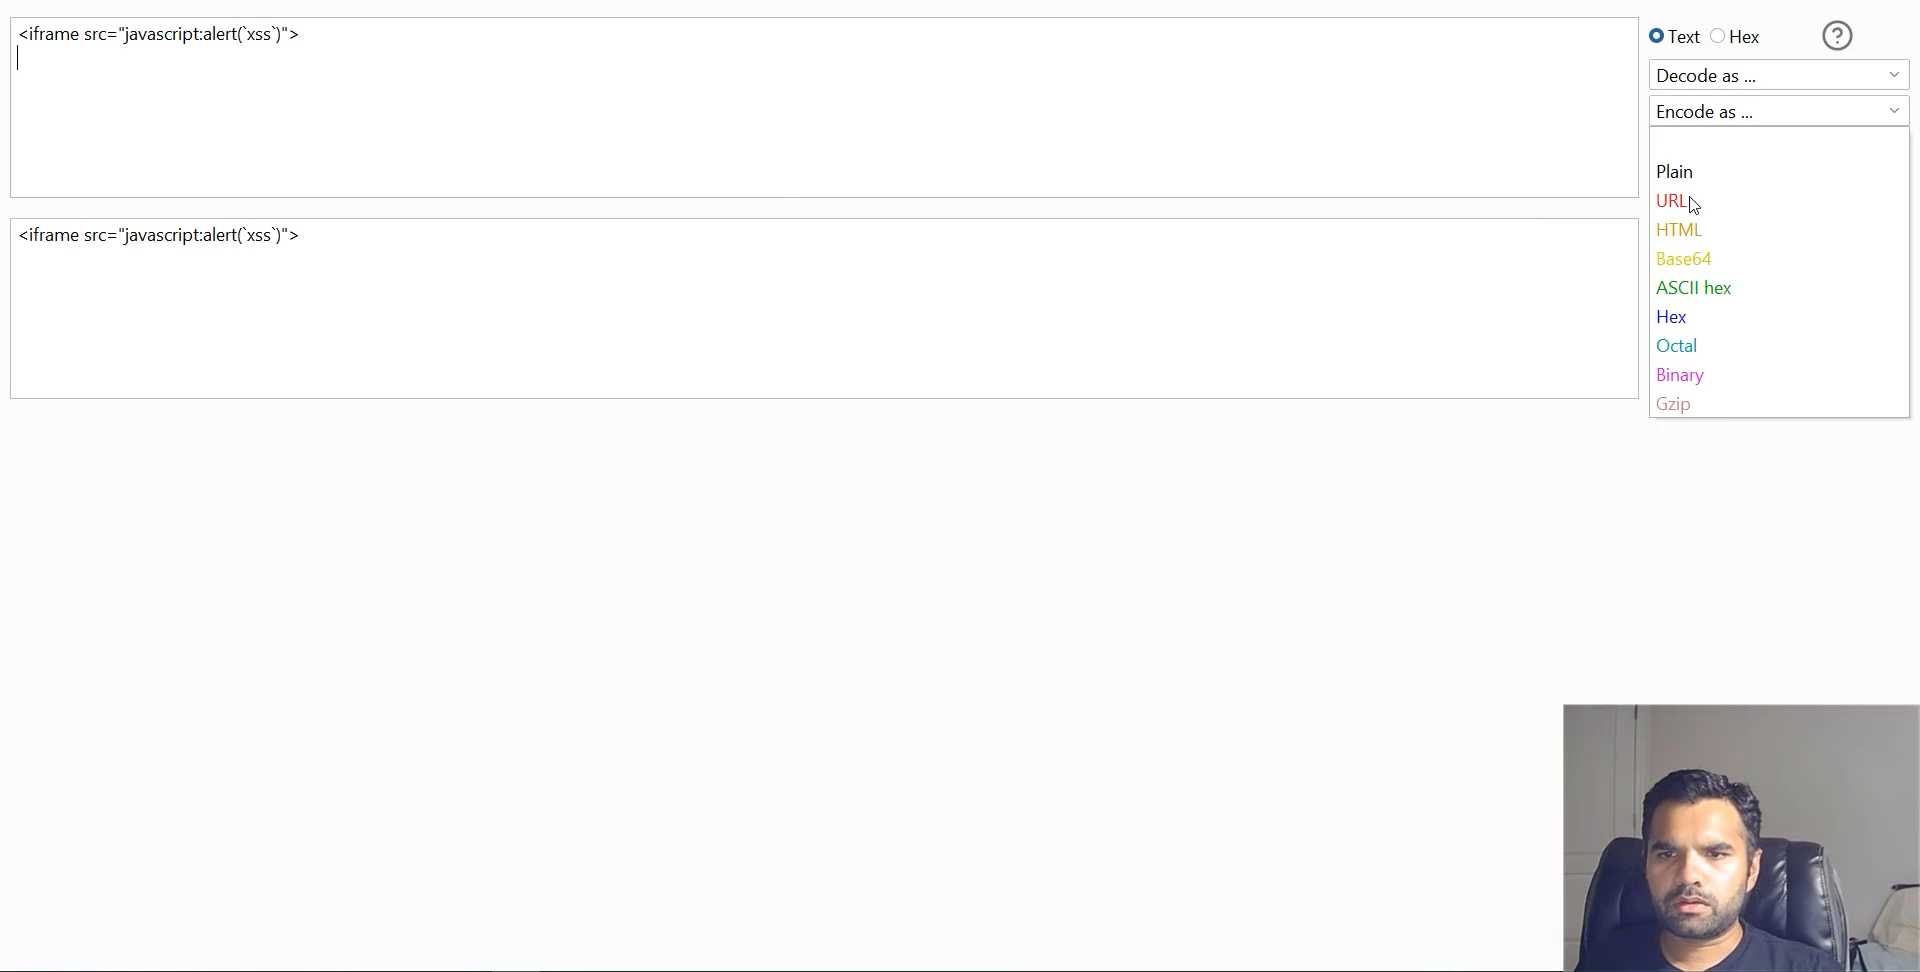 <iframe src="javascript:alert(`xss`)">
Text Hex ?
Decode as ...
Encode as ...
Plain
URL
HTML
Base64
ASCII hex
Hex
Octal
Binary
Gzip
<iframe src="javascript:alert(`xss`)">